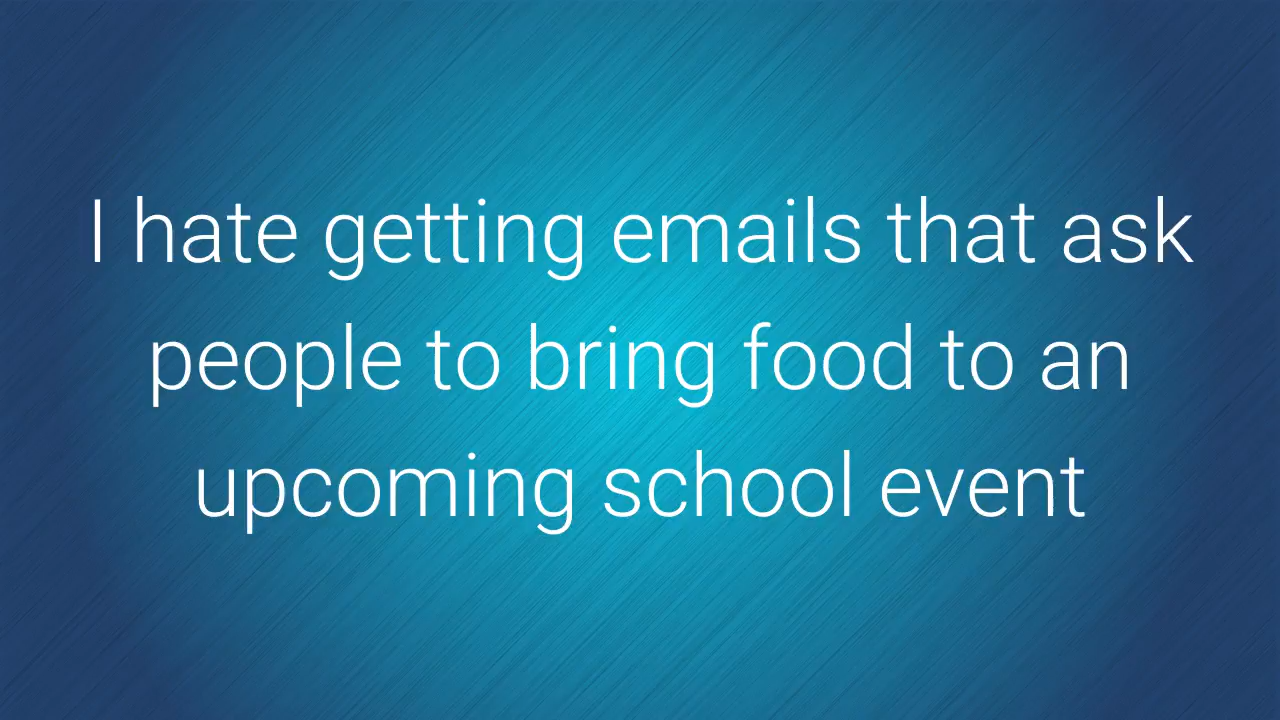 I hate getting emails that ask
people to bring food to an
upcoming school event